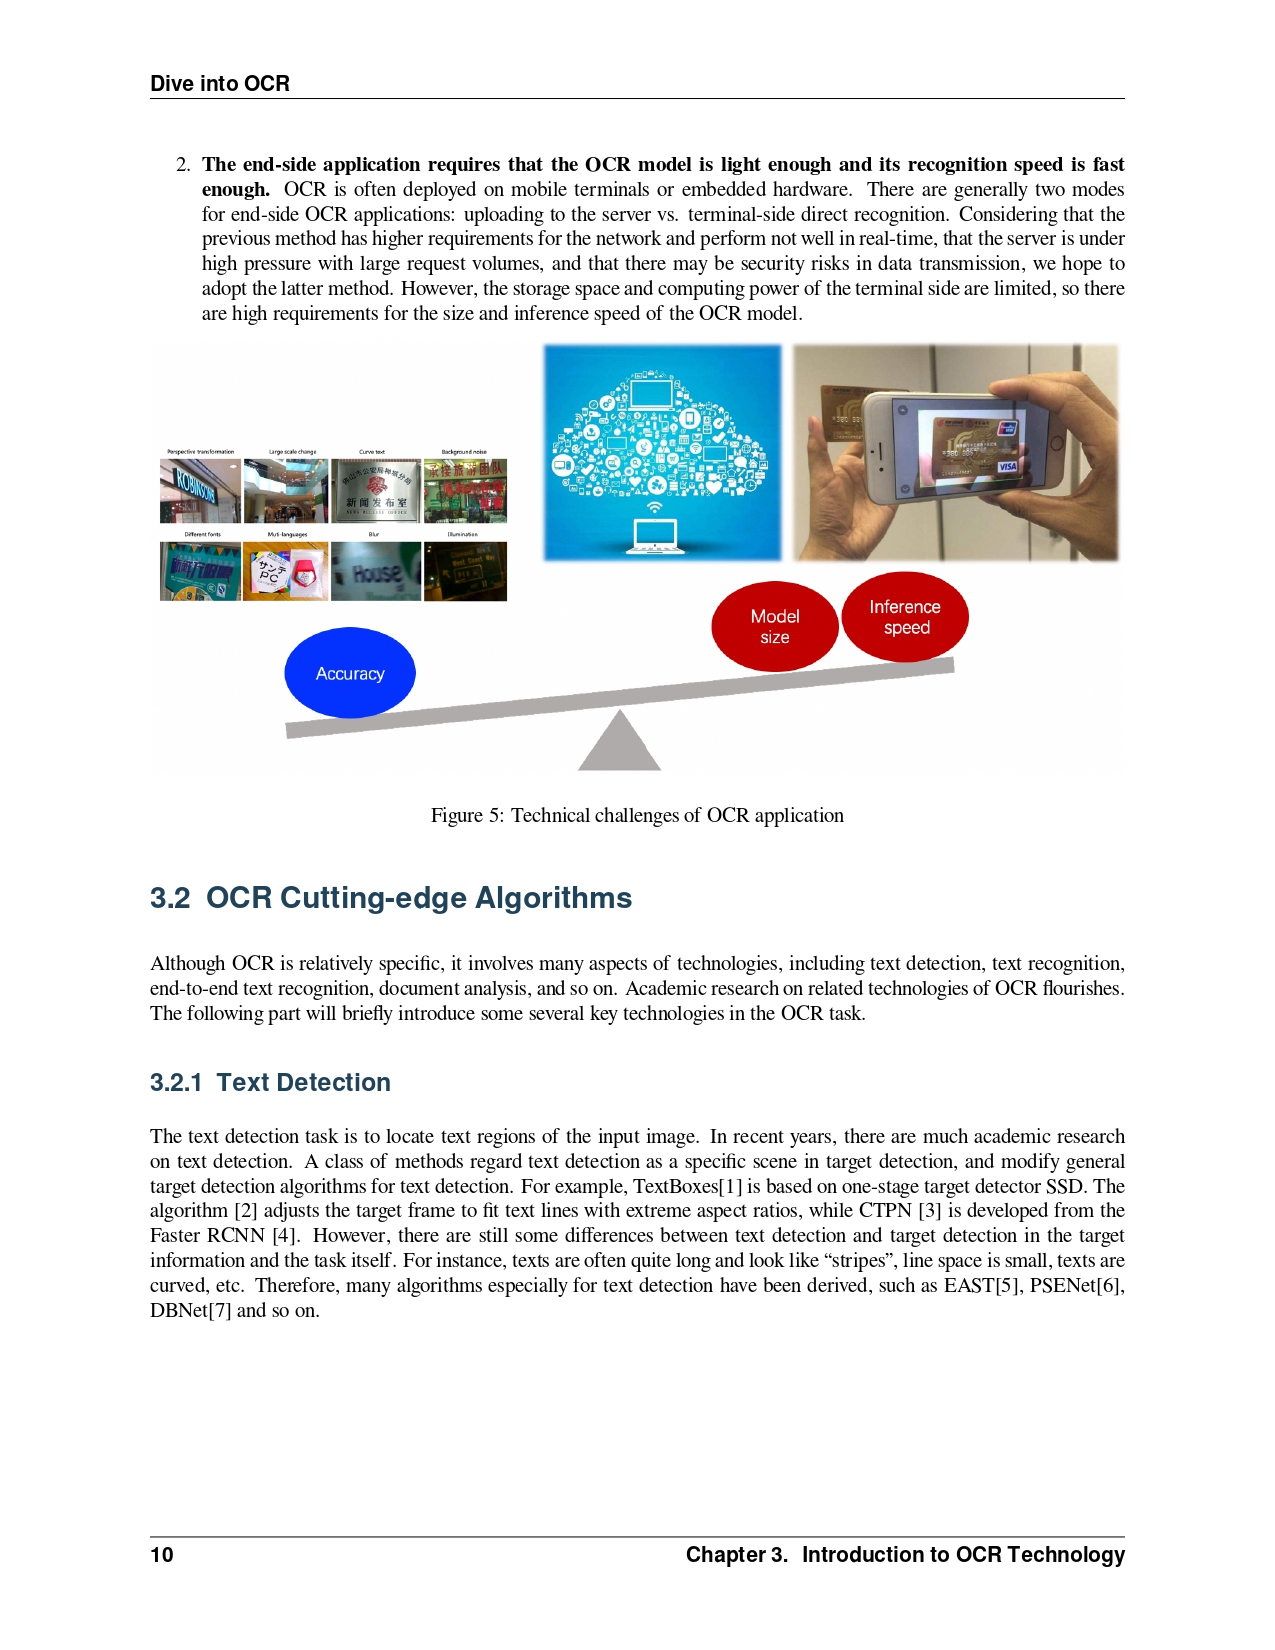 Dive into OCR
2. The end-side application requires that the OCR model is light enough and its recognition speed is fast
enough. OCR is often deployed on mobile terminals or embedded hardware. There are generally two modes
for end-side OCR applications: uploading to the server vs. terminal-side direct recognition. Considering that the
previous method has higher requirements for the network and perform not well in real-time, that the server is under
high pressure with large request volumes, and that there may be security risks in data transmission, we hope to
adopt the latter method. However, the storage space and computing power of the terminal side are limited, so there
are high requirements for the size and inference speed of the OCR model.
Perspective transformation Large scale change Curve text Background noise
ROBINSONS
新闻发布室
NEWS RELEASE OFFICE
承接旅游团队
Different fonts Muti-languages Blur Illumination
サンテ
PC
House
West Coast Way
VISA
Model
size
Inference
speed
Accuracy
Figure 5: Technical challenges of OCR application
3.2 OCR Cutting-edge Algorithms
Although OCR is relatively specific, it involves many aspects of technologies, including text detection, text recognition,
end-to-end text recognition, document analysis, and so on. Academic research on related technologies of OCR flourishes.
The following part will briefly introduce some several key technologies in the OCR task.
3.2.1 Text Detection
The text detection task is to locate text regions of the input image. In recent years, there are much academic research
on text detection. A class of methods regard text detection as a specific scene in target detection, and modify general
target detection algorithms for text detection. For example, TextBoxes[1] is based on one-stage target detector SSD. The
algorithm [2] adjusts the target frame to fit text lines with extreme aspect ratios, while CTPN [3] is developed from the
Faster RCNN [4]. However, there are still some differences between text detection and target detection in the target
information and the task itself. For instance, texts are often quite long and look like “stripes”, line space is small, texts are
curved, etc. Therefore, many algorithms especially for text detection have been derived, such as EAST[5], PSENet[6],
DBNet[7] and so on.
10 Chapter 3. Introduction to OCR Technology